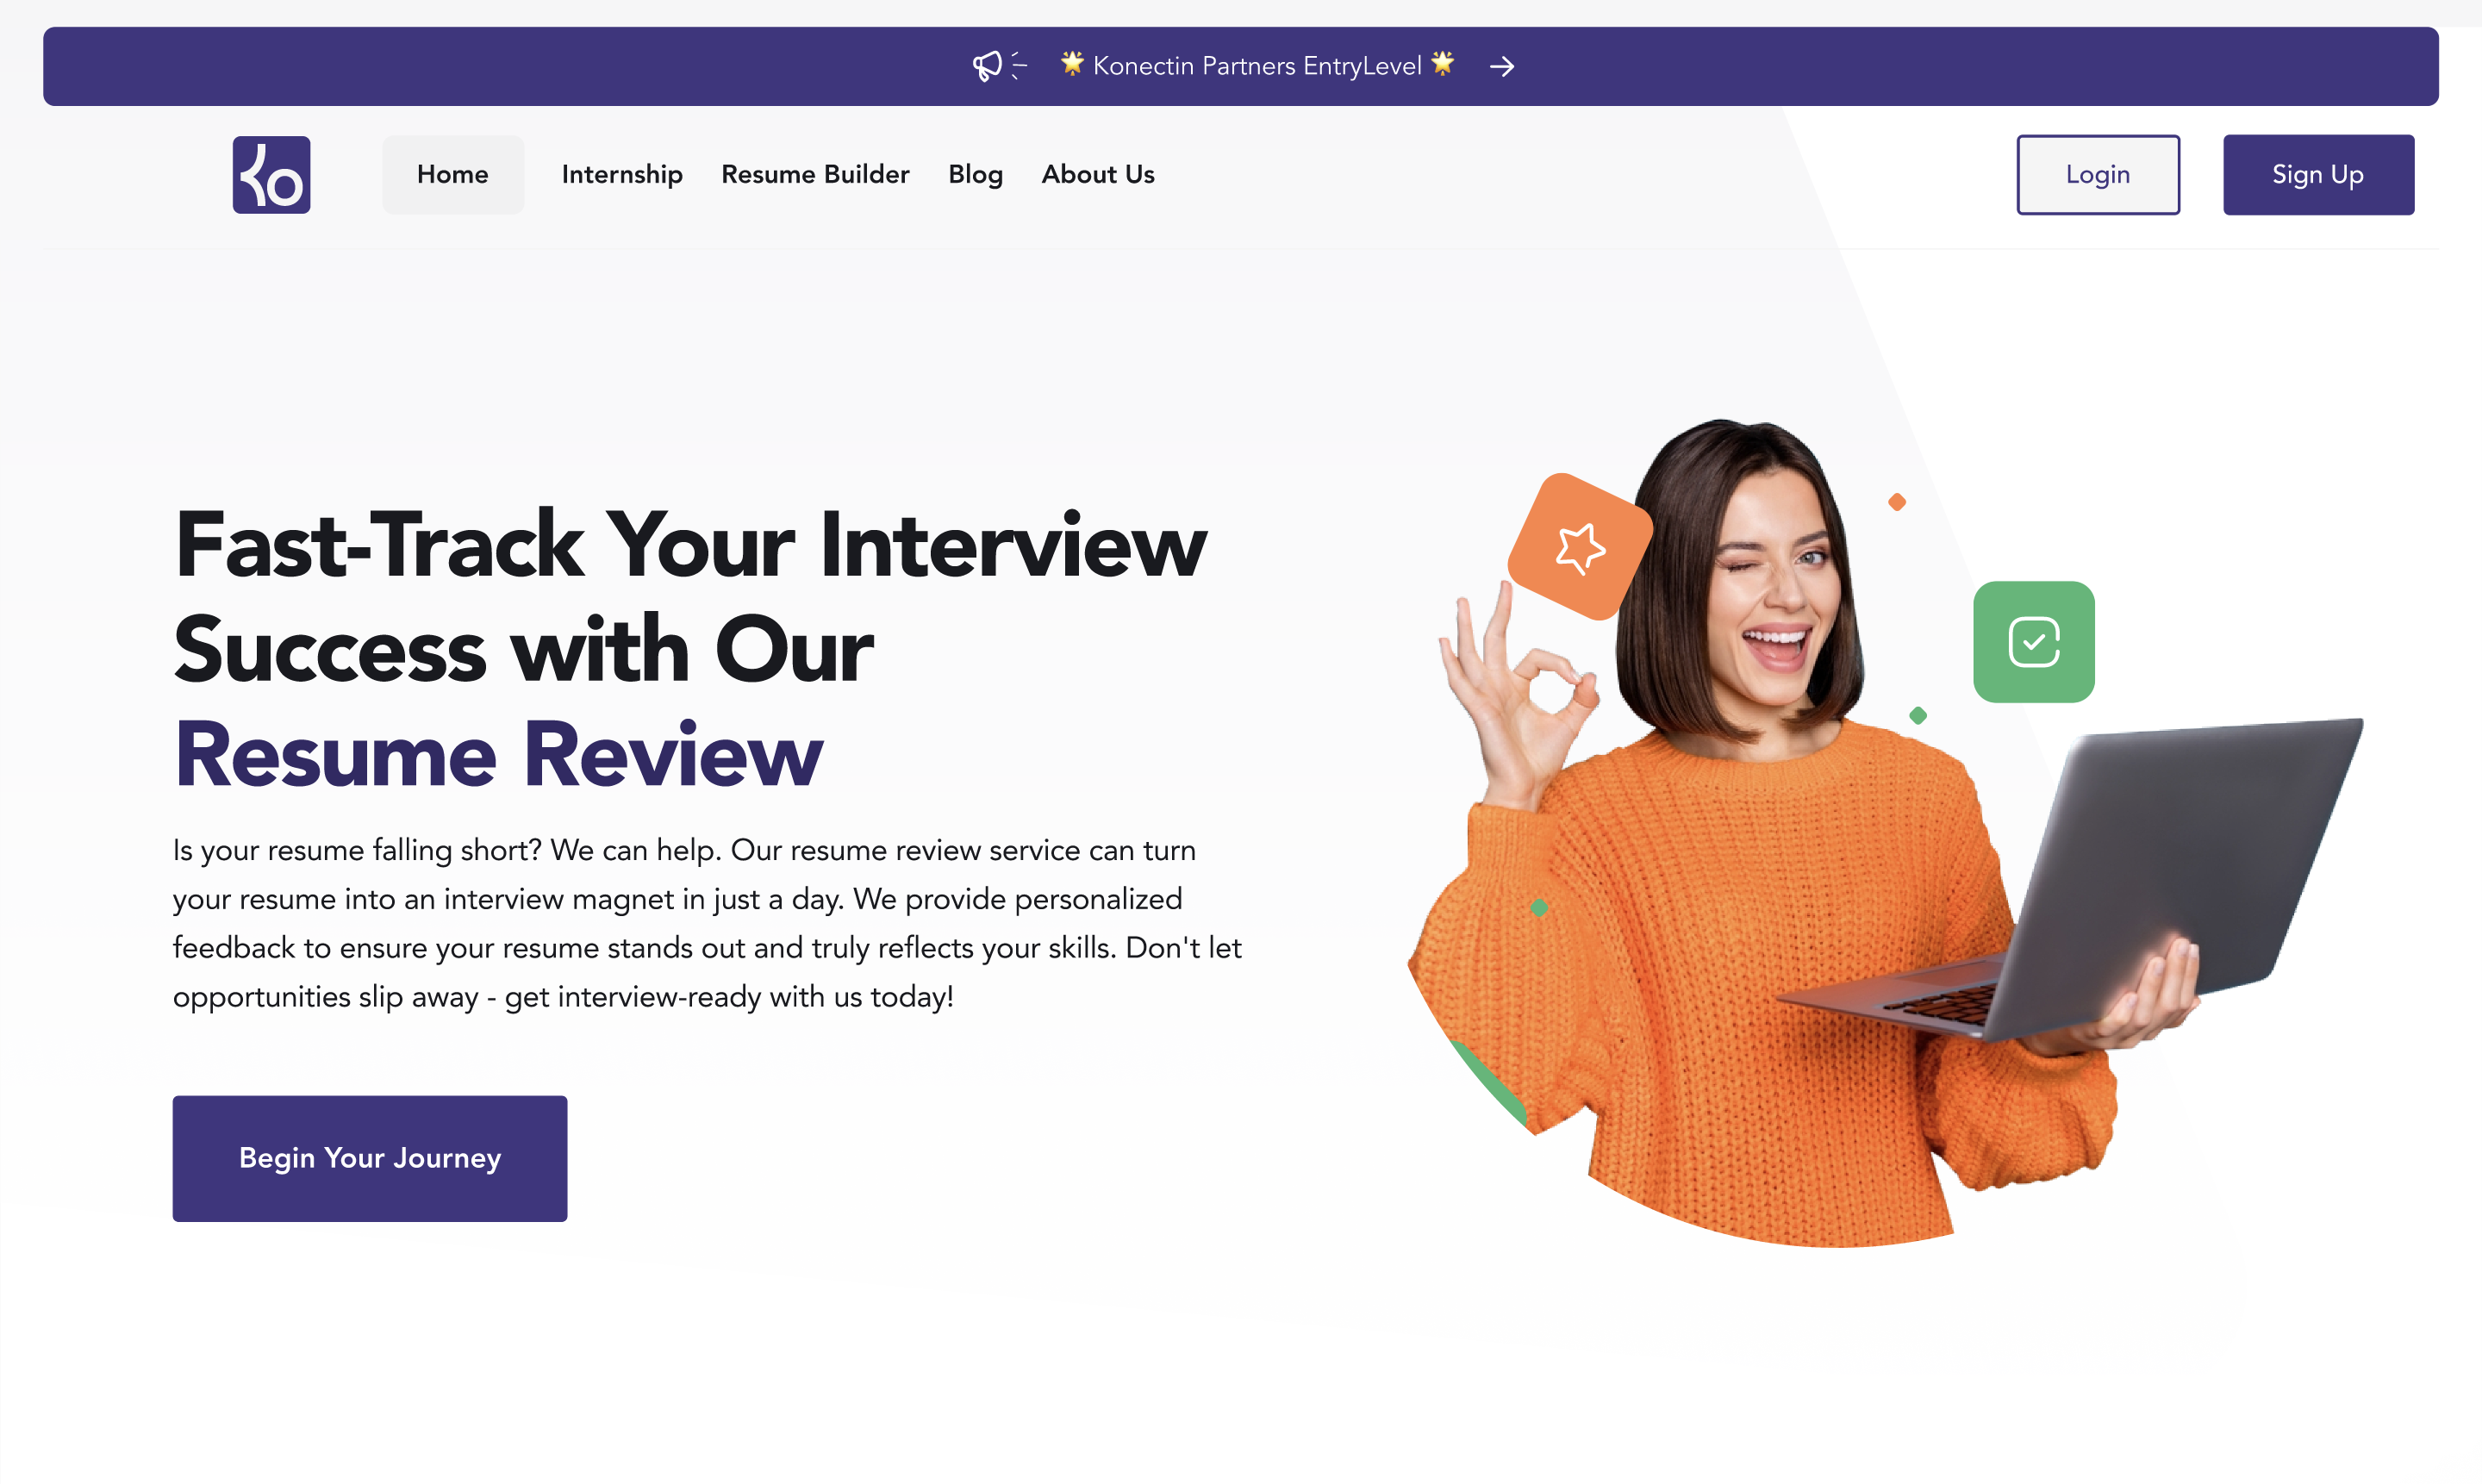 🌟 Konectin Partners EntryLevel 🌟
Ko
Home
Internship
Resume Builder
Blog
About Us
Login
Sign Up
Fast-Track Your Interview
Success with Our
Resume Review
Is your resume falling short? We can help. Our resume review service can turn
your resume into an interview magnet in just a day. We provide personalized
feedback to ensure your resume stands out and truly reflects your skills. Don't let
opportunities slip away - get interview-ready with us today!
Begin Your Journey